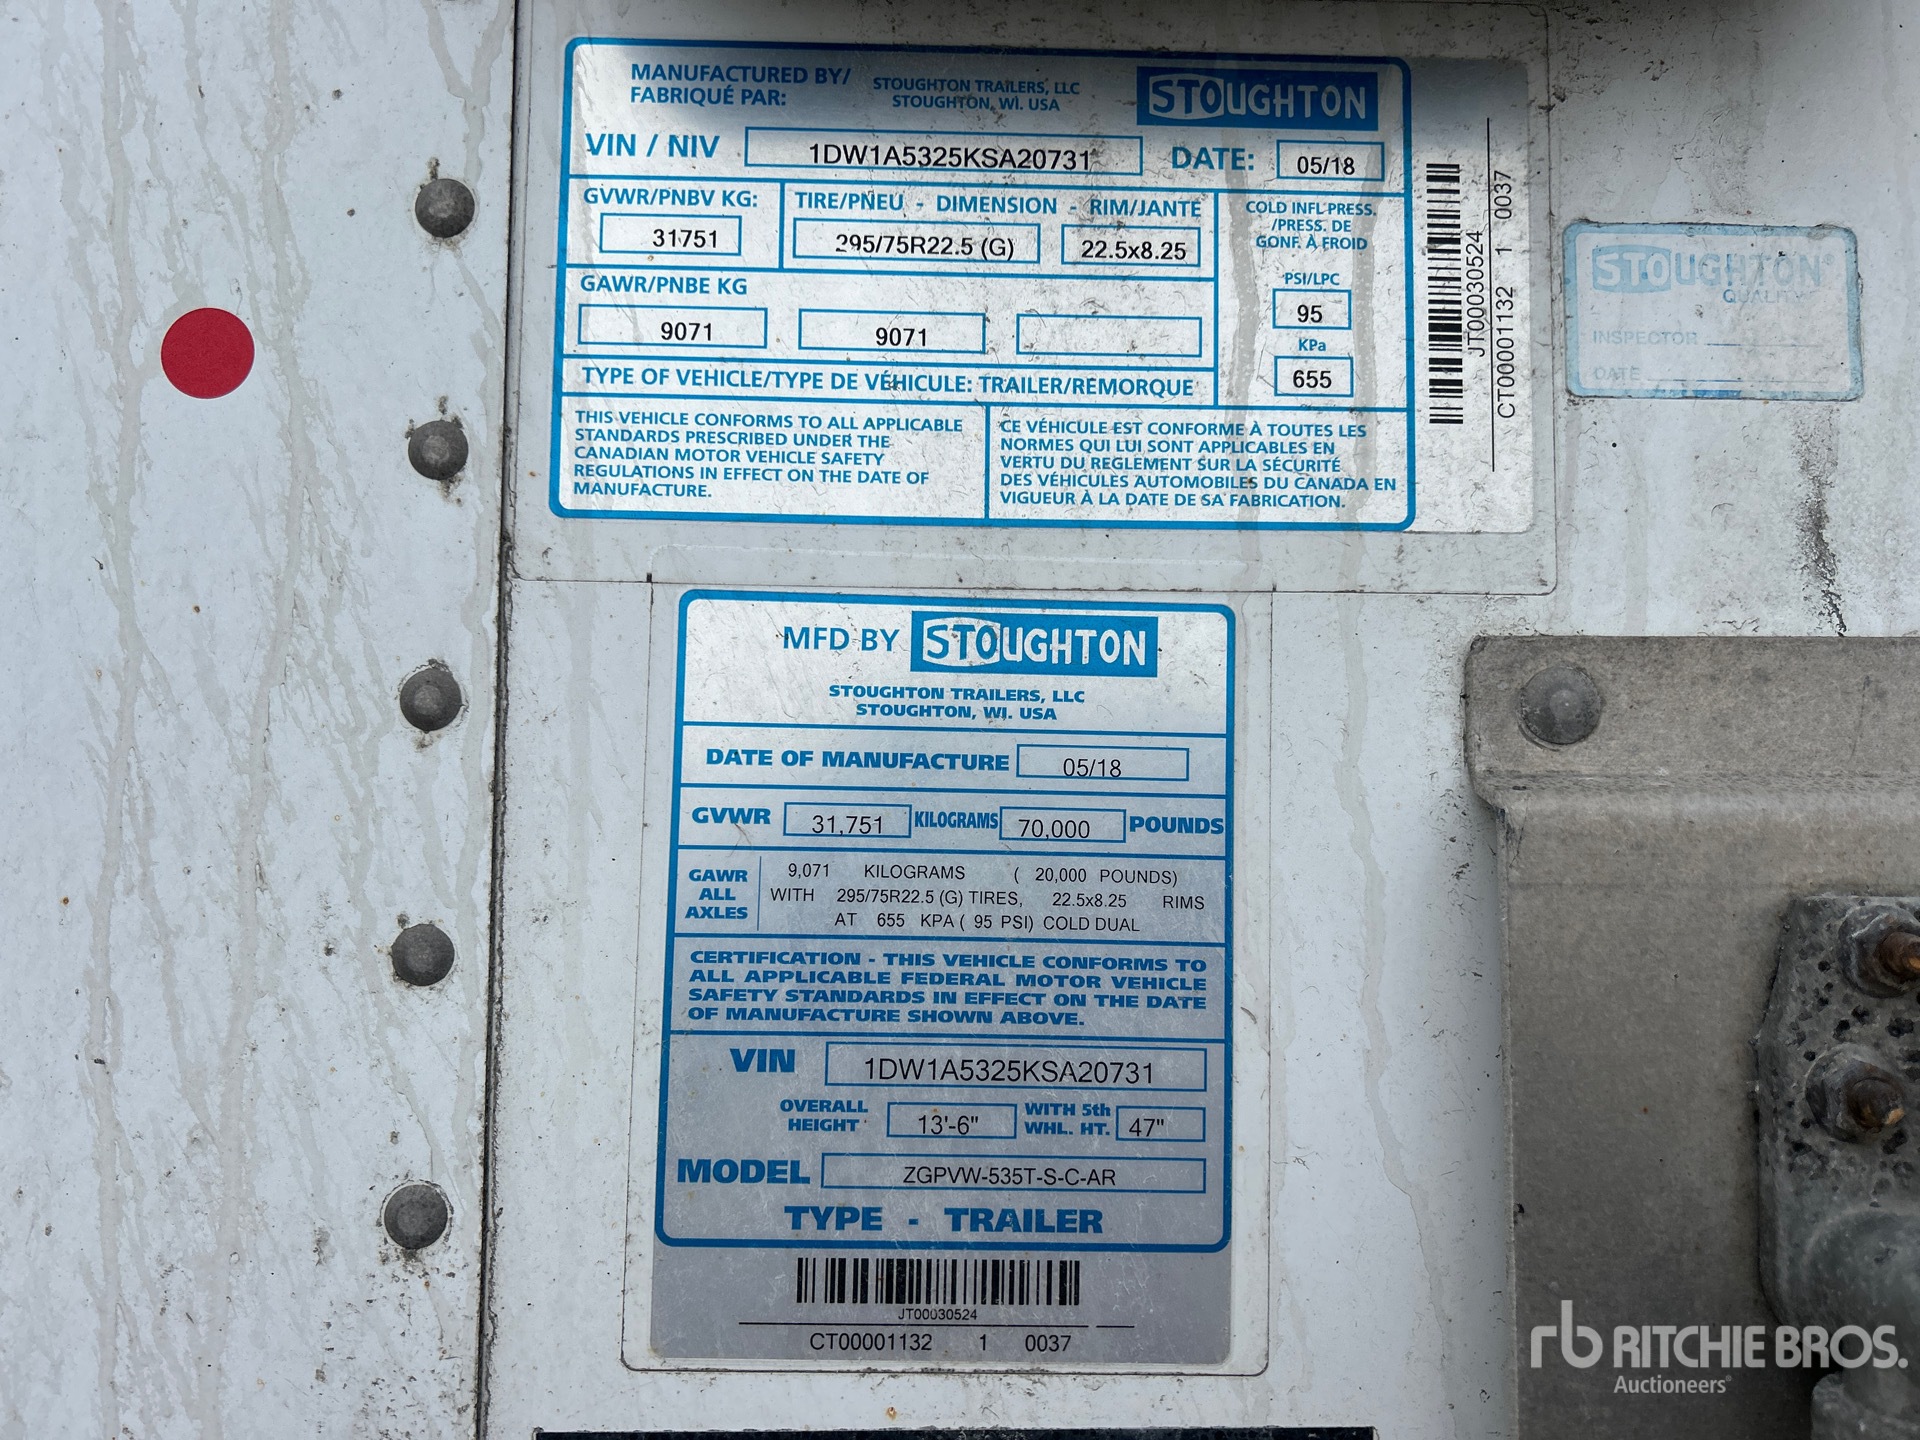 MANUFACTURED BY/
FABRIQUÉ PAR:
STOUGHTON TRAILERS, LLC
STOUGHTON, WI. USA
STOUGHTON
VIN / NIV 1DW1A5325KSA20731 DATE: 05/18
GVWR/PNBV KG:
31751
TIRE/PNEU - DIMENSION - RIM/JANTE
295/75R22.5 (G) 22.5x8.25
COLD INFL.PRESS.
/PRESS. DE
GONF. À FROID
PSI/LPC
95
KPa
655
GAWR/PNBE KG
9071 9071
TYPE OF VEHICLE/TYPE DE VÉHICULE: TRAILER/REMORQUE
THIS VEHICLE CONFORMS TO ALL APPLICABLE
STANDARDS PRESCRIBED UNDER THE
CANADIAN MOTOR VEHICLE SAFETY
REGULATIONS IN EFFECT ON THE DATE OF
MANUFACTURE.
CE VÉHICULE EST CONFORME À TOUTES LES
NORMES QUI LUI SONT APPLICABLES EN
VERTU DU REGLEMENT SUR LA SÉCURITÉ
DES VÉHICULES AUTOMOBILES DU CANADA EN
VIGUEUR À LA DATE DE SA FABRICATION.
JT00030524
CT00001132 1 0037
STOUGHTON
QUALITY
INSPECTOR
DATE
MFD BY STOUGHTON
STOUGHTON TRAILERS, LLC
STOUGHTON, WI. USA
DATE OF MANUFACTURE 05/18
GVWR 31,751 KILOGRAMS 70,000 POUNDS
GAWR
ALL
AXLES
9,071 KILOGRAMS ( 20,000 POUNDS)
WITH 295/75R22.5 (G) TIRES, 22.5x8.25 RIMS
AT 655 KPA ( 95 PSI) COLD DUAL
CERTIFICATION - THIS VEHICLE CONFORMS TO
ALL APPLICABLE FEDERAL MOTOR VEHICLE
SAFETY STANDARDS IN EFFECT ON THE DATE
OF MANUFACTURE SHOWN ABOVE.
VIN 1DW1A5325KSA20731
OVERALL
HEIGHT 13'-6"
WITH 5th
WHL. HT. 47"
MODEL ZGPVW-535T-S-C-AR
TYPE - TRAILER
JT00030524
CT00001132 1 0037
rb RITCHIE BROS.
Auctioneers